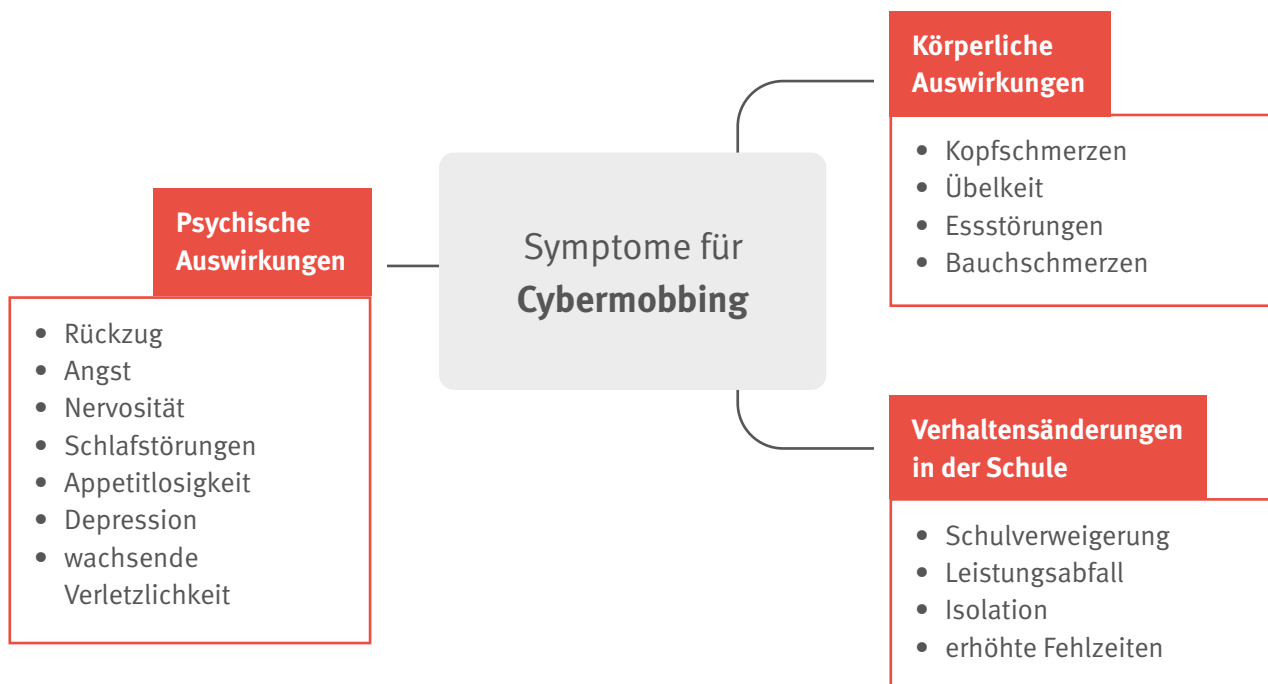 Symptome für
Cybermobbing
Psychische
Auswirkungen
• Rückzug
• Angst
• Nervosität
• Schlafstörungen
• Appetitlosigkeit
• Depression
• wachsende
Verletzlichkeit
Körperliche
Auswirkungen
• Kopfschmerzen
• Übelkeit
• Essstörungen
• Bauchschmerzen
Verhaltensänderungen
in der Schule
• Schulverweigerung
• Leistungsabfall
• Isolation
• erhöhte Fehlzeiten